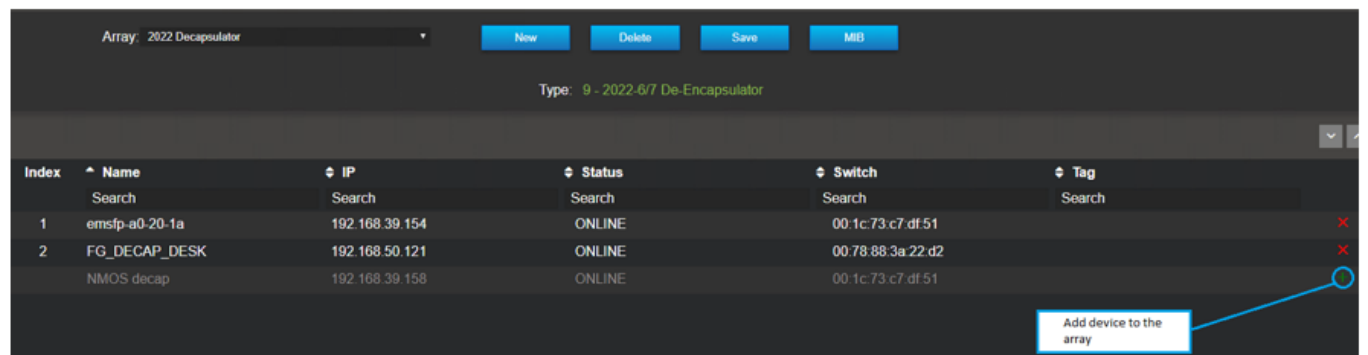 Array: 2022 Decapsulator New Delete Save MIB
Type: 9 - 2022-6/7 De-Encapsulator
Index Name IP Status Switch Tag
Search Search Search Search Search
1 emsfp-a0-20-1a 192.168.39.154 ONLINE 00:1c:73:c7:df:51
2 FG_DECAP_DESK 192.168.50.121 ONLINE 00:78:88:3a:22:d2
NMOS decap 192.168.39.158 ONLINE 00:1c:73:c7:df:51
Add device to the
array